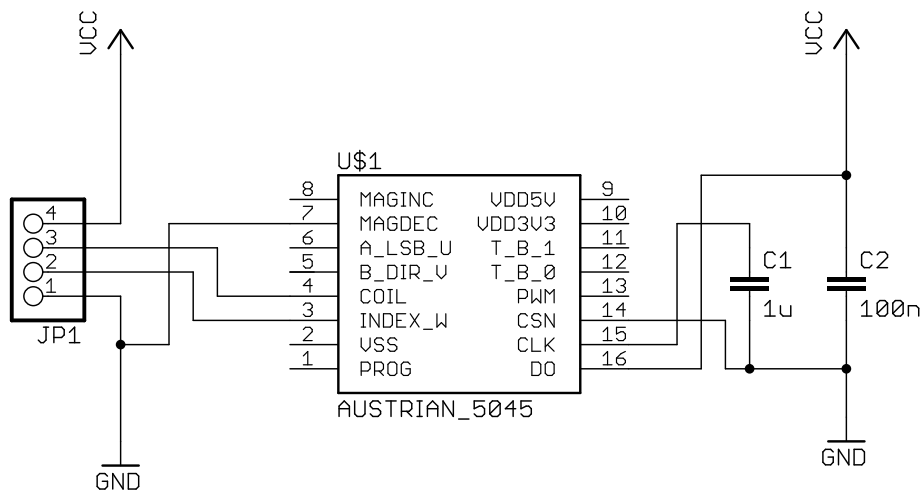 VCC
VCC
U$1
8 MAGINC VDD5V 9
7 MAGDEC VDD3V3 10
6 A_LSB_U T_B_1 11
5 B_DIR_V T_B_0 12
4 COIL PWM 13
3 INDEX_W CSN 14
2 VSS CLK 15
1 PROG DO 16
AUSTRIAN_5045
4
3
2
1
JP1
C1
1u
C2
100n
GND
GND